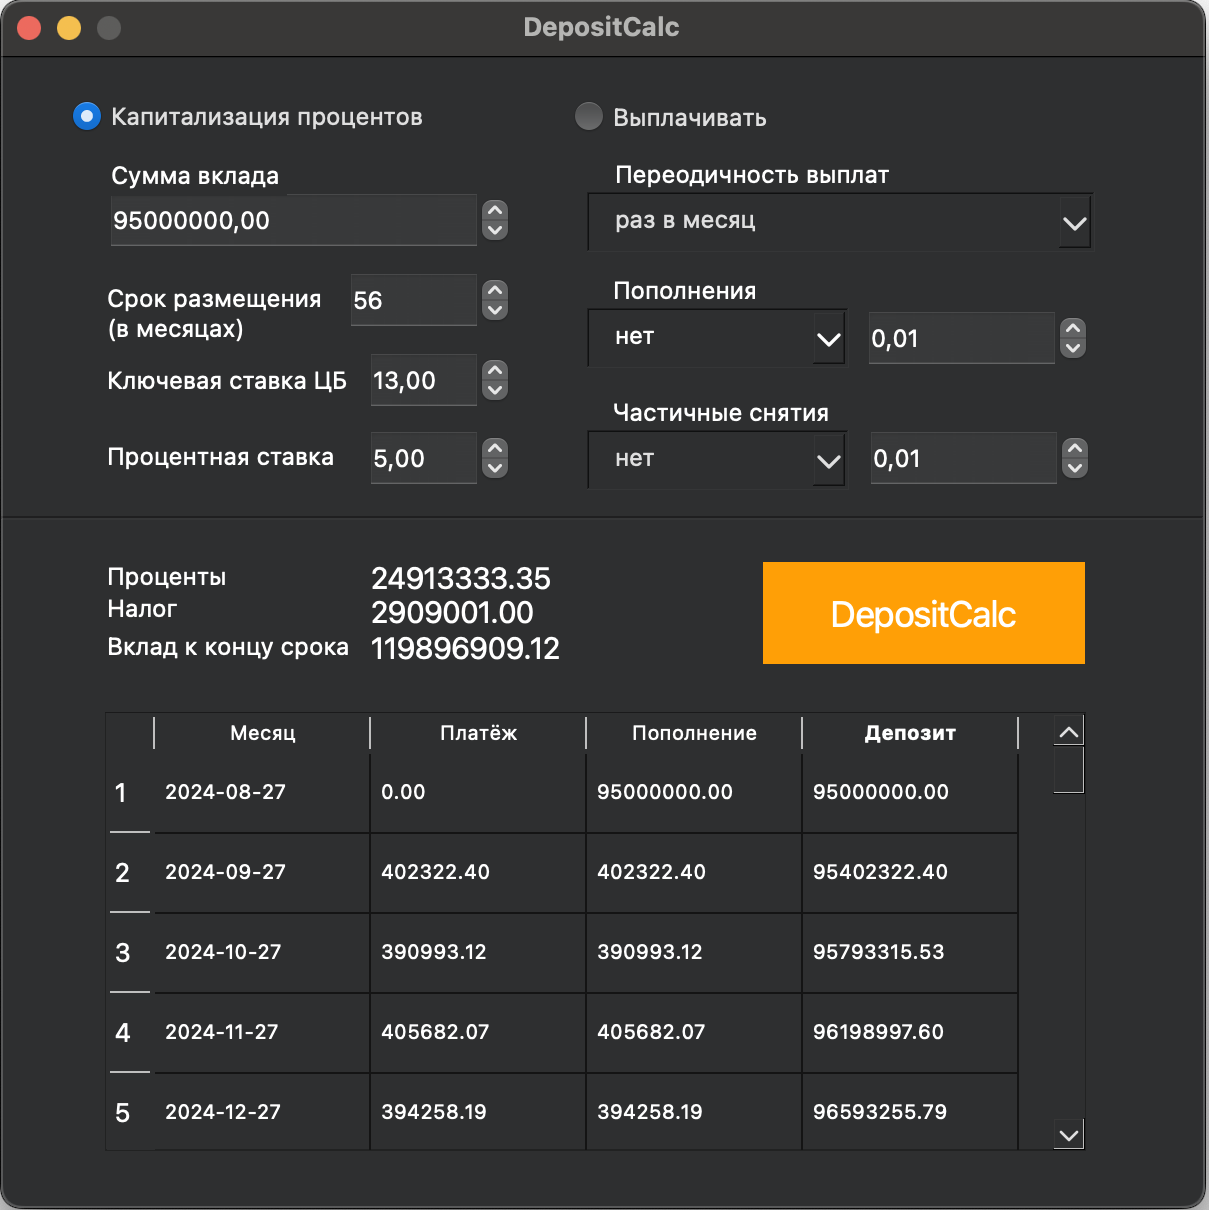 DepositCalc
Капитализация процентов
Выплачивать
Сумма вклада
95000000,00
Переодичность выплат
раз в месяц
Срок размещения
(в месяцах)
56
Пополнения
нет
0,01
Ключевая ставка ЦБ
13,00
Частичные снятия
нет
0,01
Процентная ставка
5,00
Проценты 24913333.35
Налог 2909001.00
Вклад к концу срока 119896909.12
DepositCalc
Месяц Платёж Пополнение Депозит
1 2024-08-27 0.00 95000000.00 95000000.00
2 2024-09-27 402322.40 402322.40 95402322.40
3 2024-10-27 390993.12 390993.12 95793315.53
4 2024-11-27 405682.07 405682.07 96198997.60
5 2024-12-27 394258.19 394258.19 96593255.79